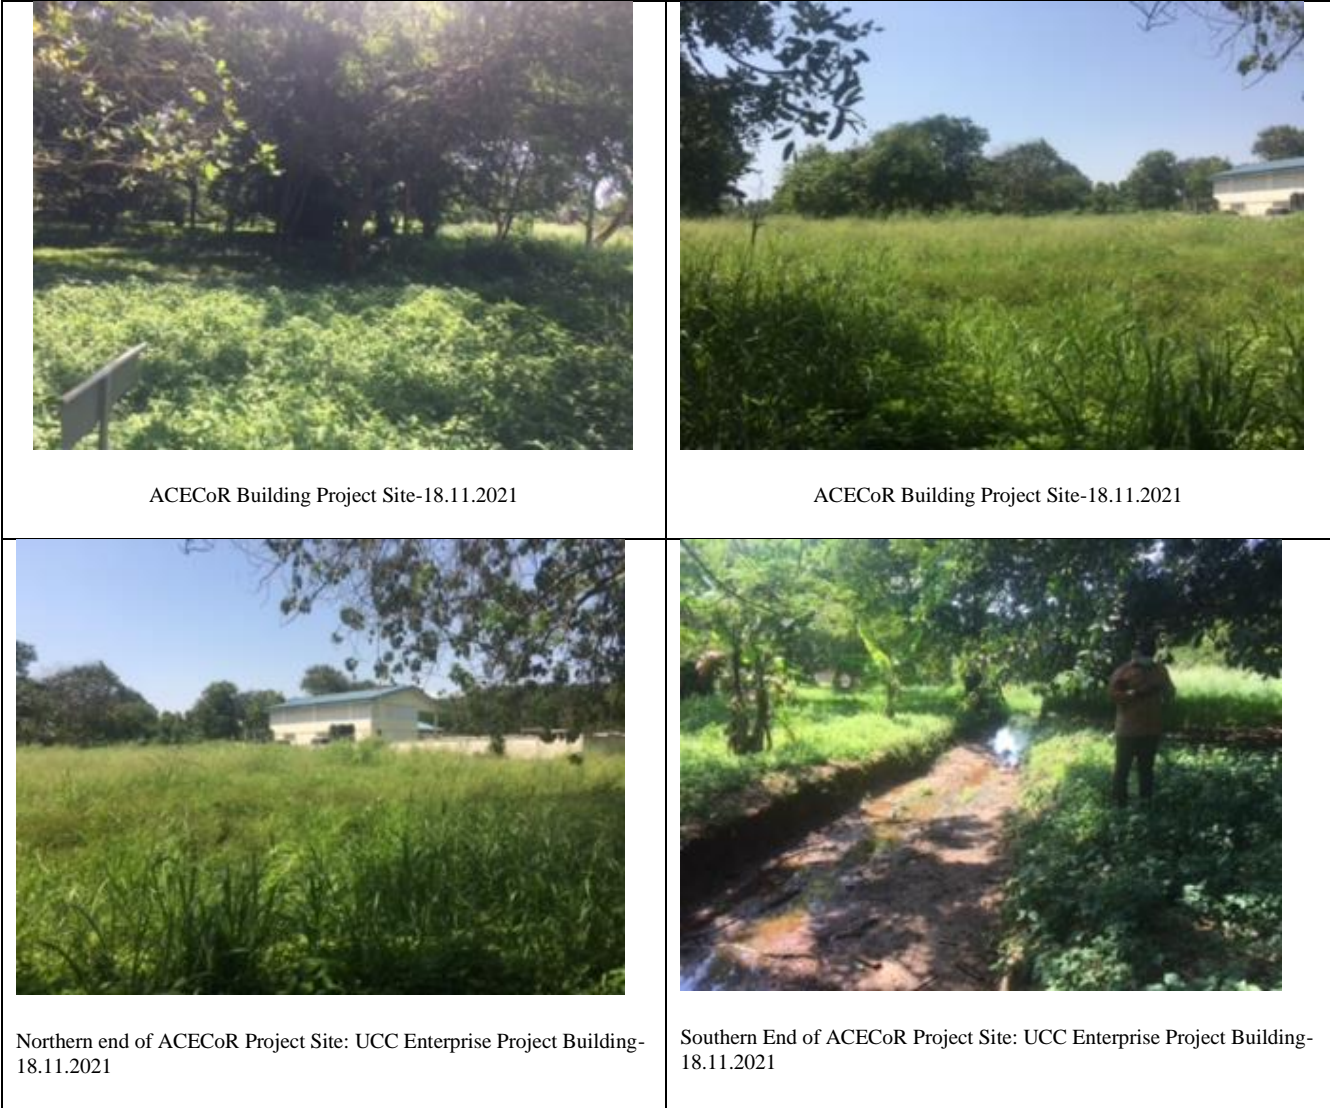 ACECoR Building Project Site-18.11.2021
ACECoR Building Project Site-18.11.2021
Northern end of ACECoR Project Site: UCC Enterprise Project Building-
18.11.2021
Southern End of ACECoR Project Site: UCC Enterprise Project Building-
18.11.2021